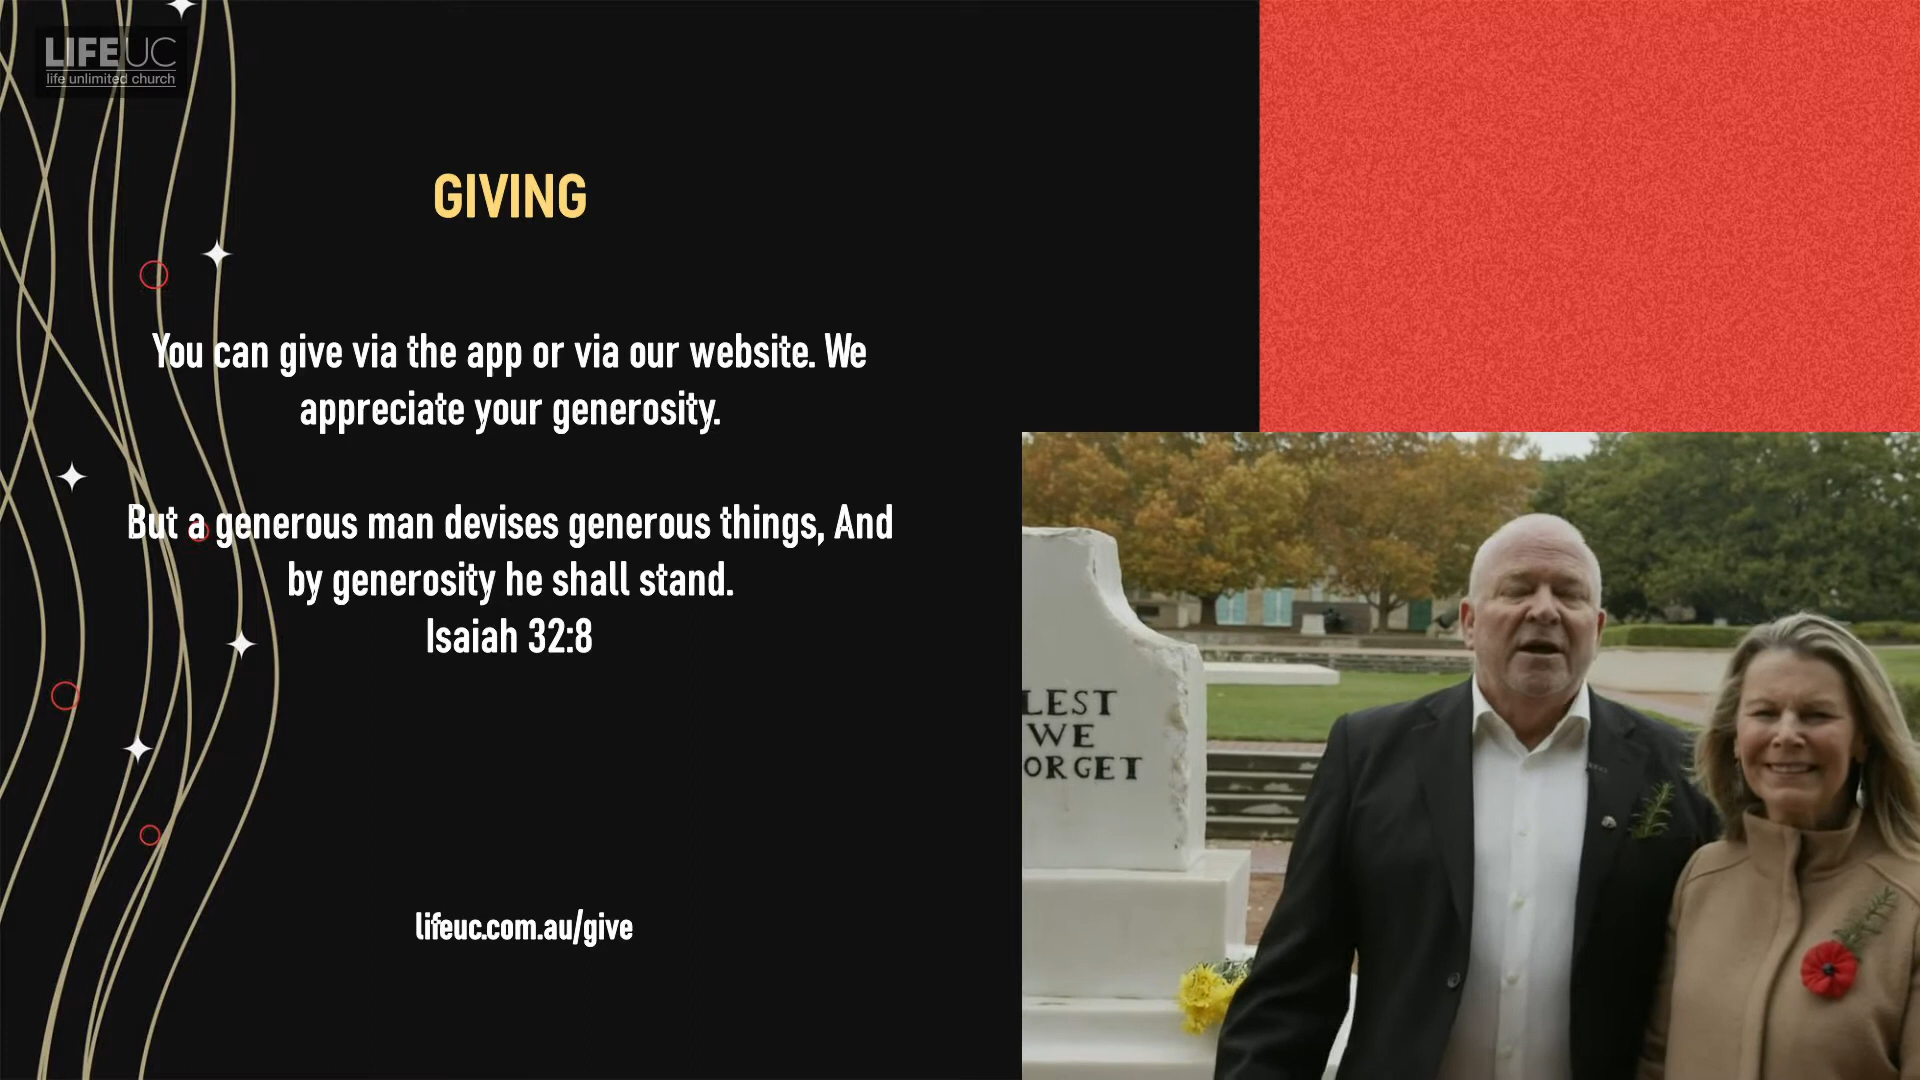 LIFEUC
life unlimited church
GIVING
You can give via the app or via our website. We
appreciate your generosity.
But a generous man devises generous things, And
by generosity he shall stand.
Isaiah 32:8
lifeuc.com.au/give
LEST
WE
ORGET